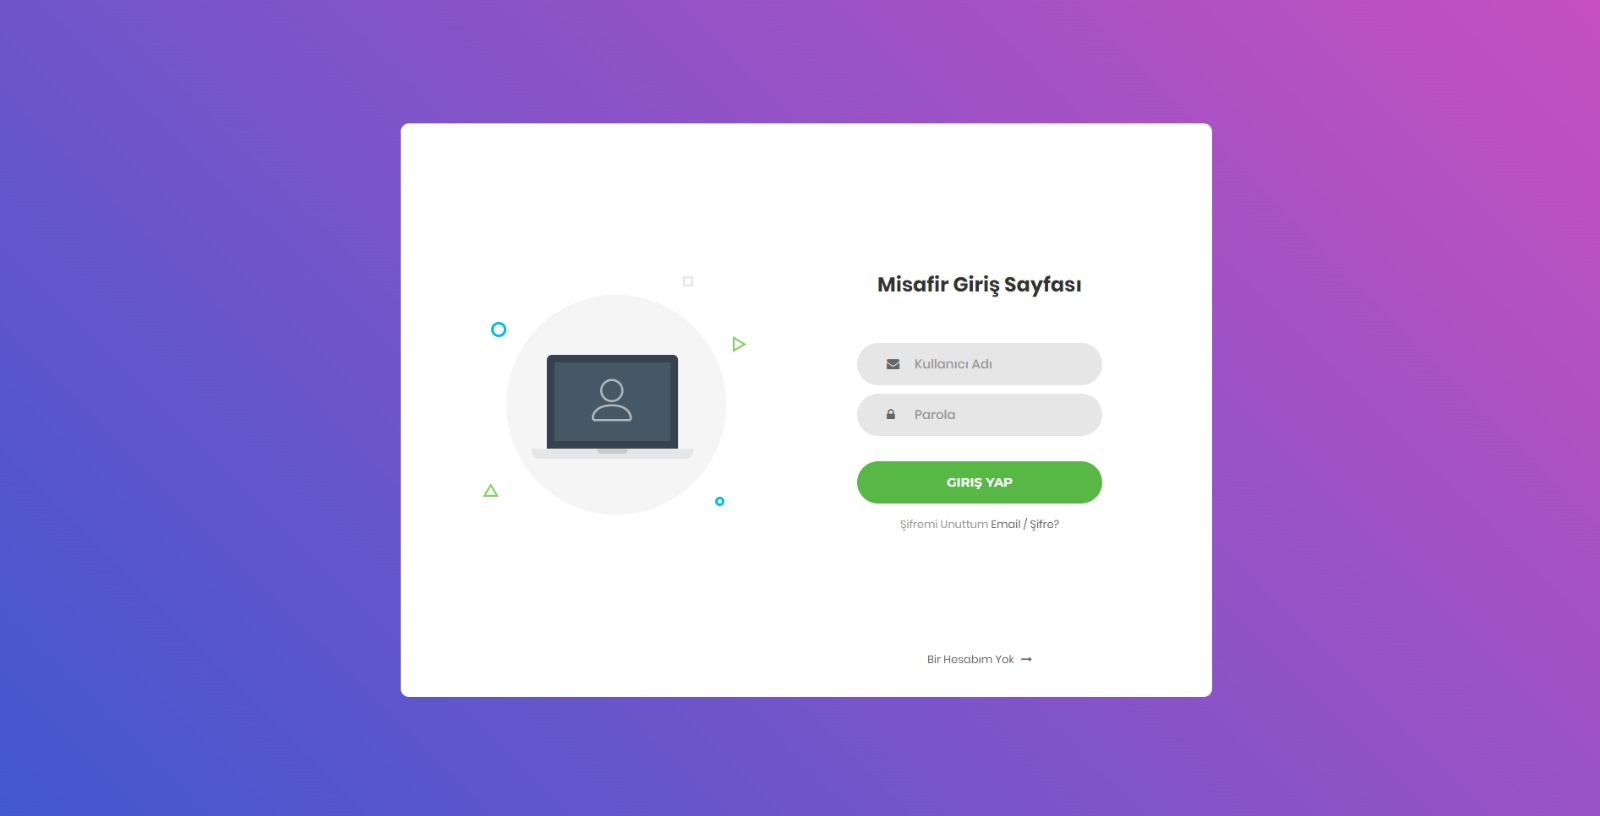 Misafir Giriş Sayfası
Kullanıcı Adı
Parola
GIRIŞ YAP
Şifremi Unuttum Email / Şifre?
Bir Hesabım Yok